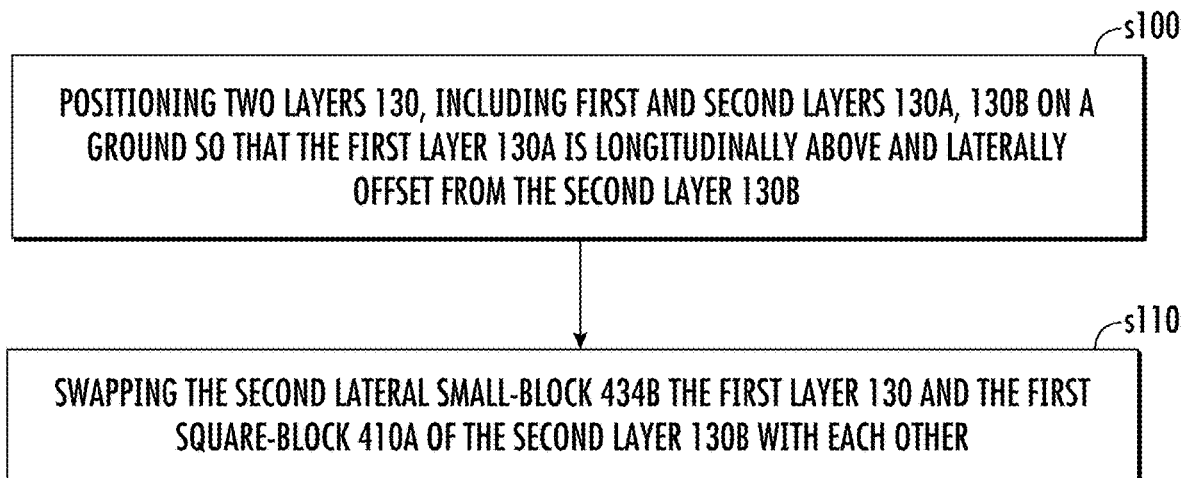 s100
POSITIONING TWO LAYERS 130, INCLUDING FIRST AND SECOND LAYERS 130A, 130B ON A
GROUND SO THAT THE FIRST LAYER 130A IS LONGITUDINALLY ABOVE AND LATERALLY
OFFSET FROM THE SECOND LAYER 130B
s110
SWAPPING THE SECOND LATERAL SMALL-BLOCK 434B THE FIRST LAYER 130 AND THE FIRST
SQUARE-BLOCK 410A OF THE SECOND LAYER 130B WITH EACH OTHER